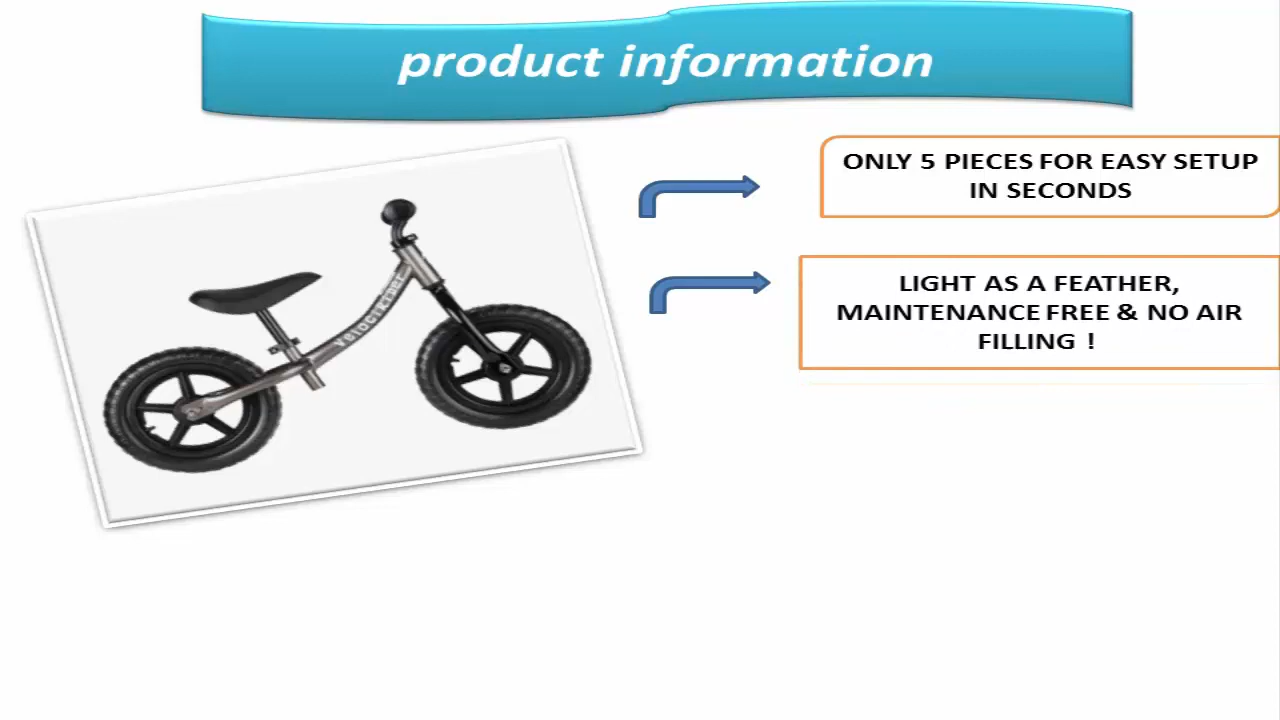 product information
ONLY 5 PIECES FOR EASY SETUP
IN SECONDS
LIGHT AS A FEATHER,
MAINTENANCE FREE & NO AIR
FILLING !